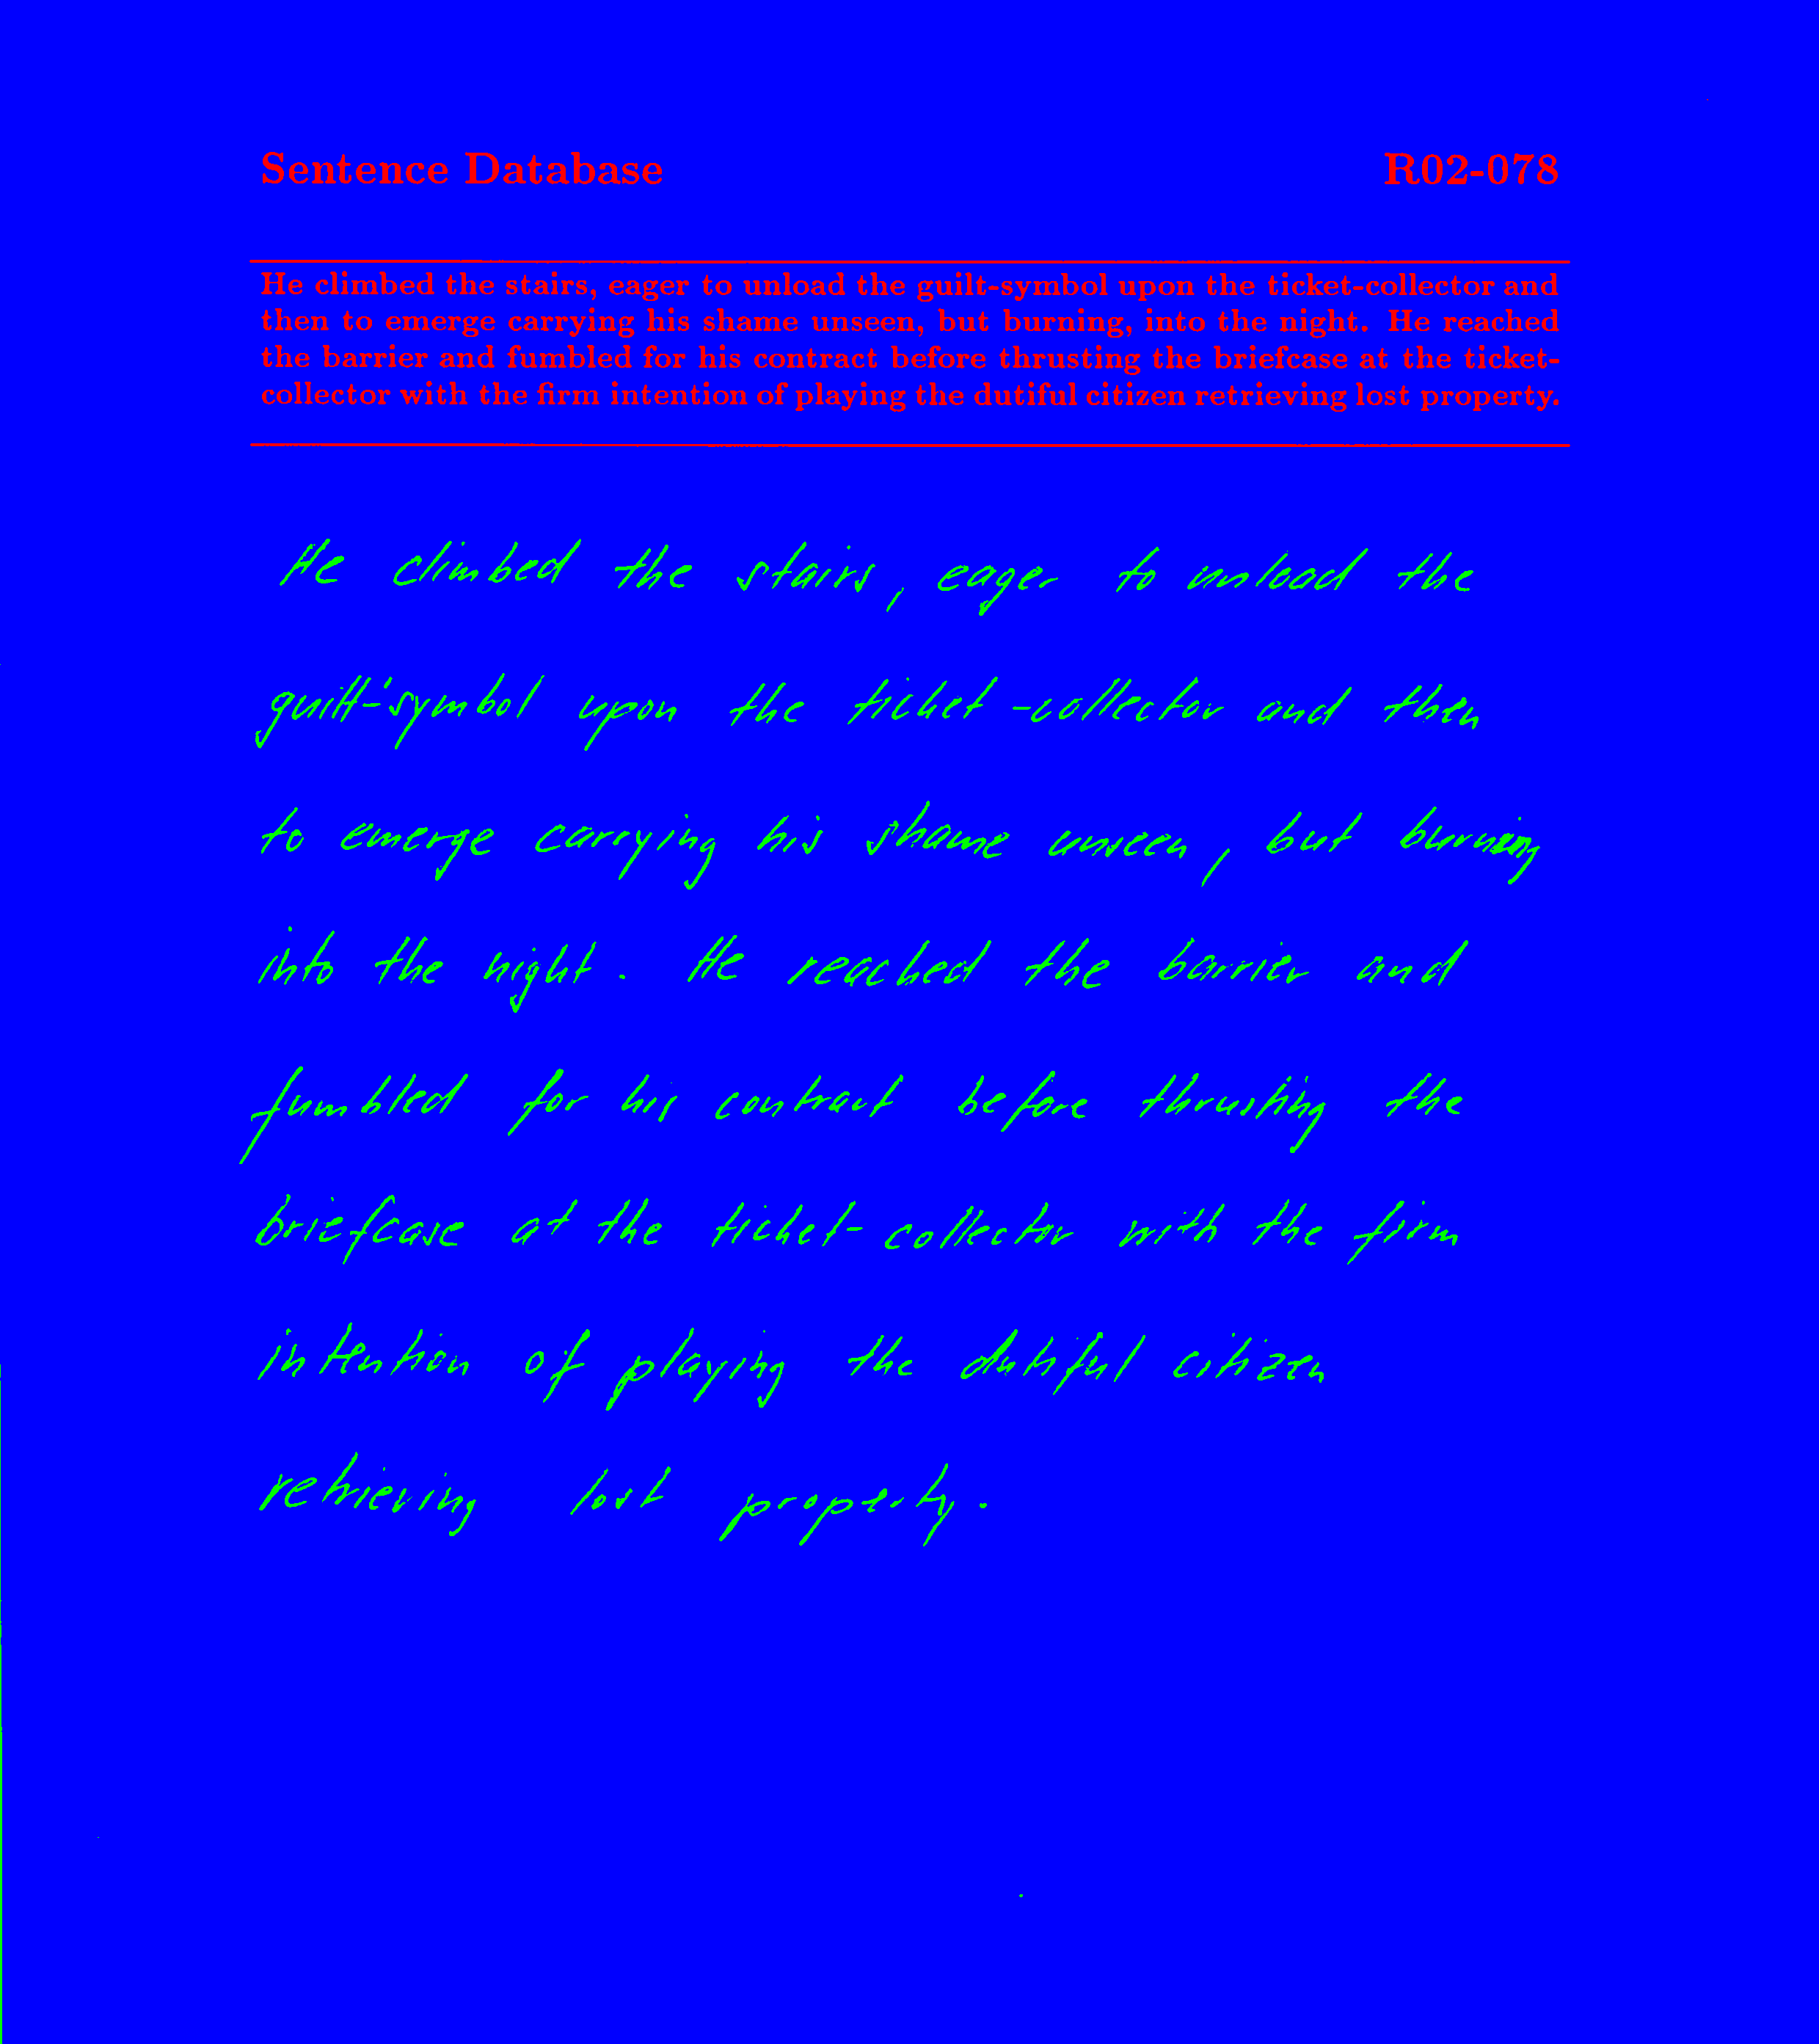 Sentence Database R02-078
He climbed the stairs, eager to unload the guilt-symbol upon the ticket-collector and
then to emerge carrying his shame unseen, but burning, into the night. He reached
the barrier and fumbled for his contract before thrusting the briefcase at the ticket-
collector with the firm intention of playing the dutiful citizen retrieving lost property.
He climbed the stairs, eager to unload the
guilt-symbol upon the ticket-collector and then
to emerge carrying his shame unseen, but burning
into the night. He reached the barrier and
fumbled for his contract before thrusting the
briefcase at the ticket-collector with the firm
intention of playing the dutiful citizen
retrieving lost property.